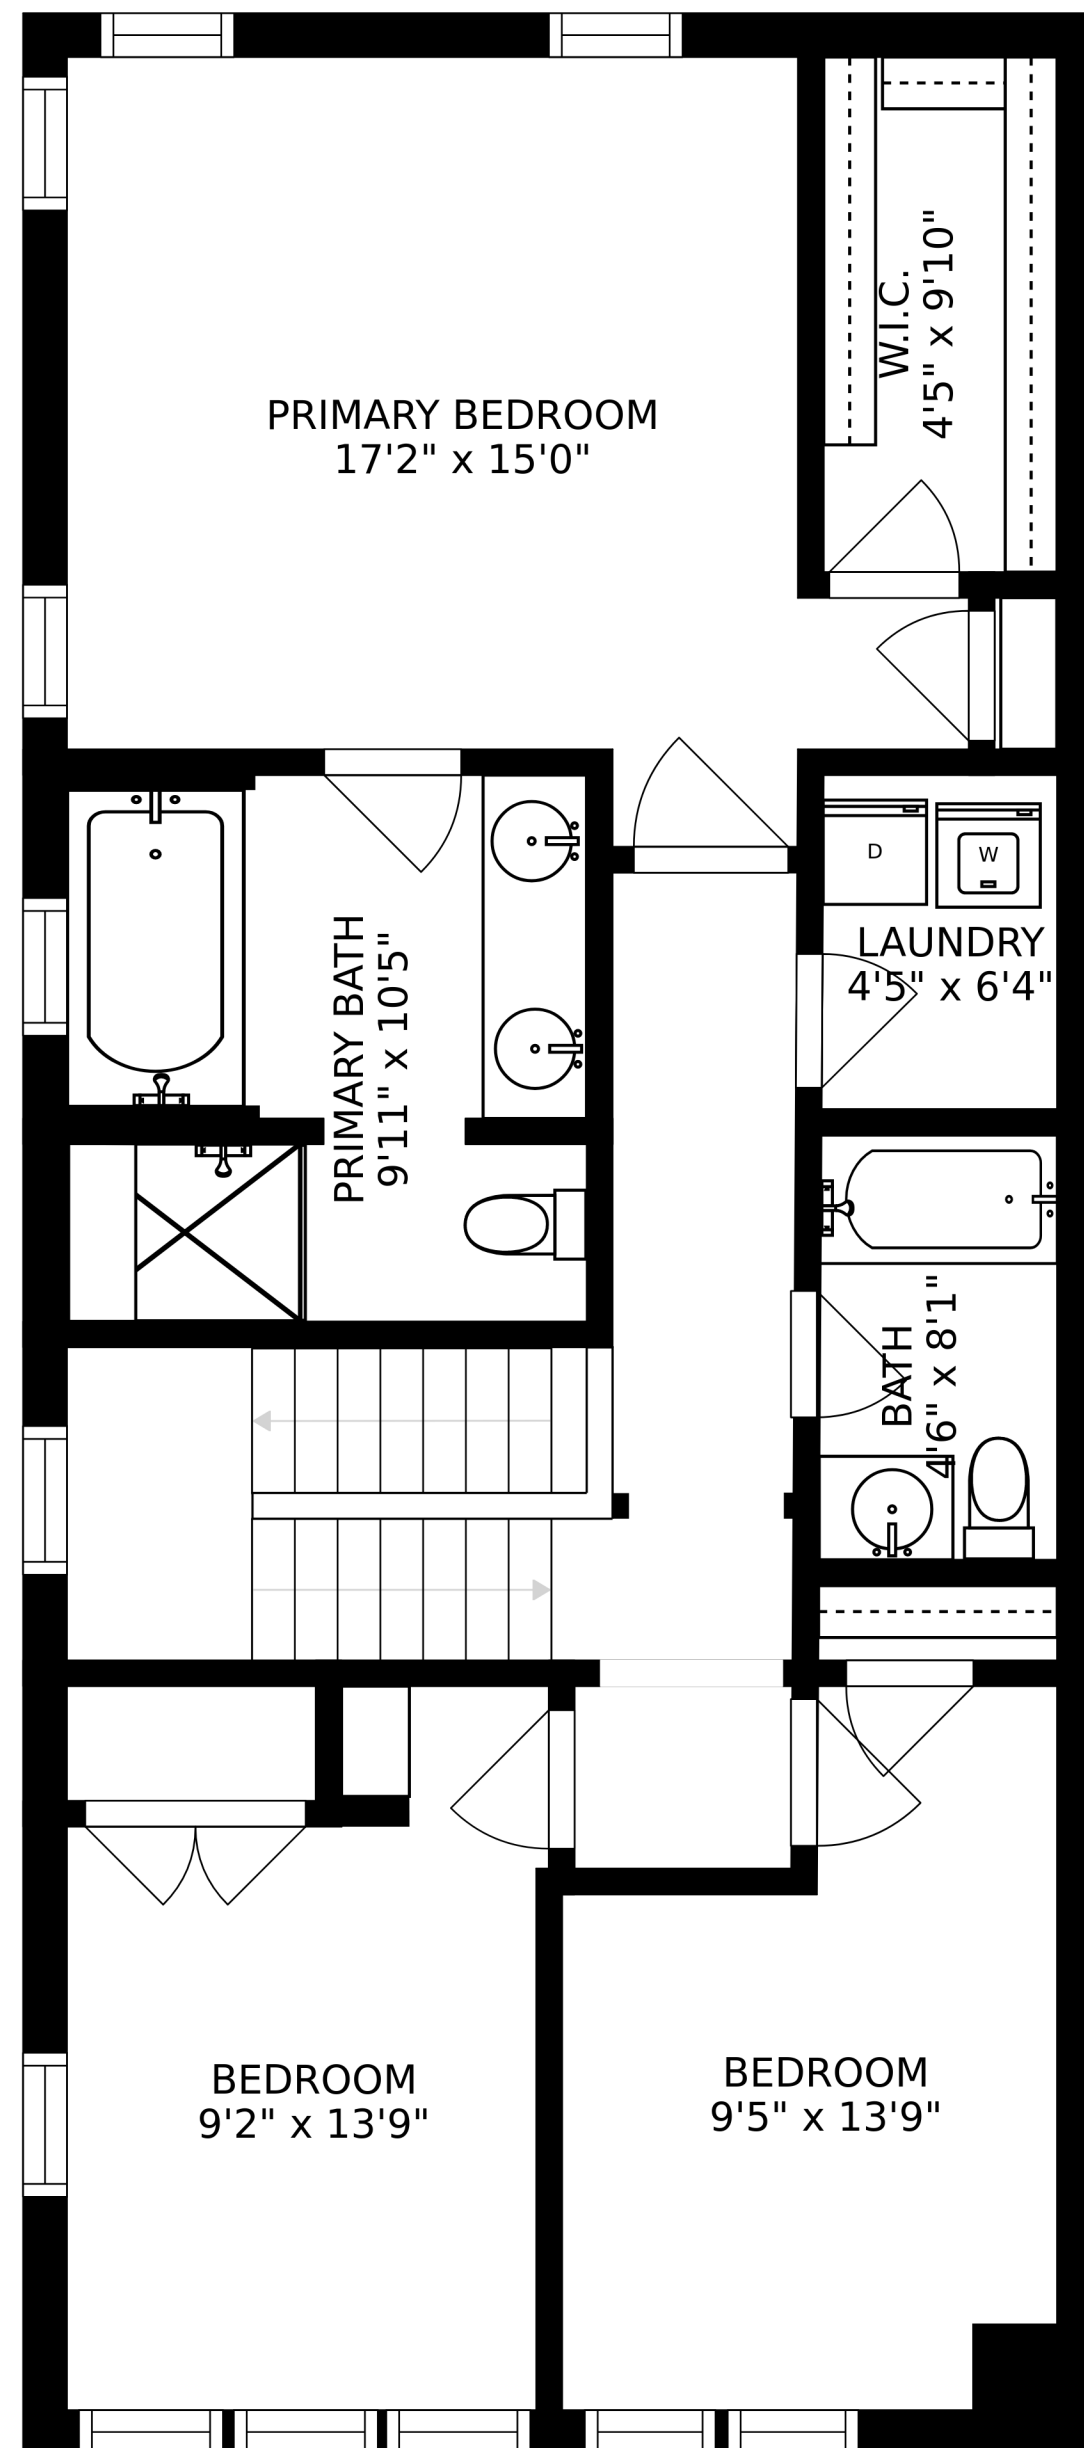 W.I.C.
4'5" x 9'10"
PRIMARY BEDROOM
17'2" x 15'0"
D
W
LAUNDRY
4'5" x 6'4"
PRIMARY BATH
9'11" x 10'5"
BATH
4'6" x 8'1"
BEDROOM
9'2" x 13'9"
BEDROOM
9'5" x 13'9"